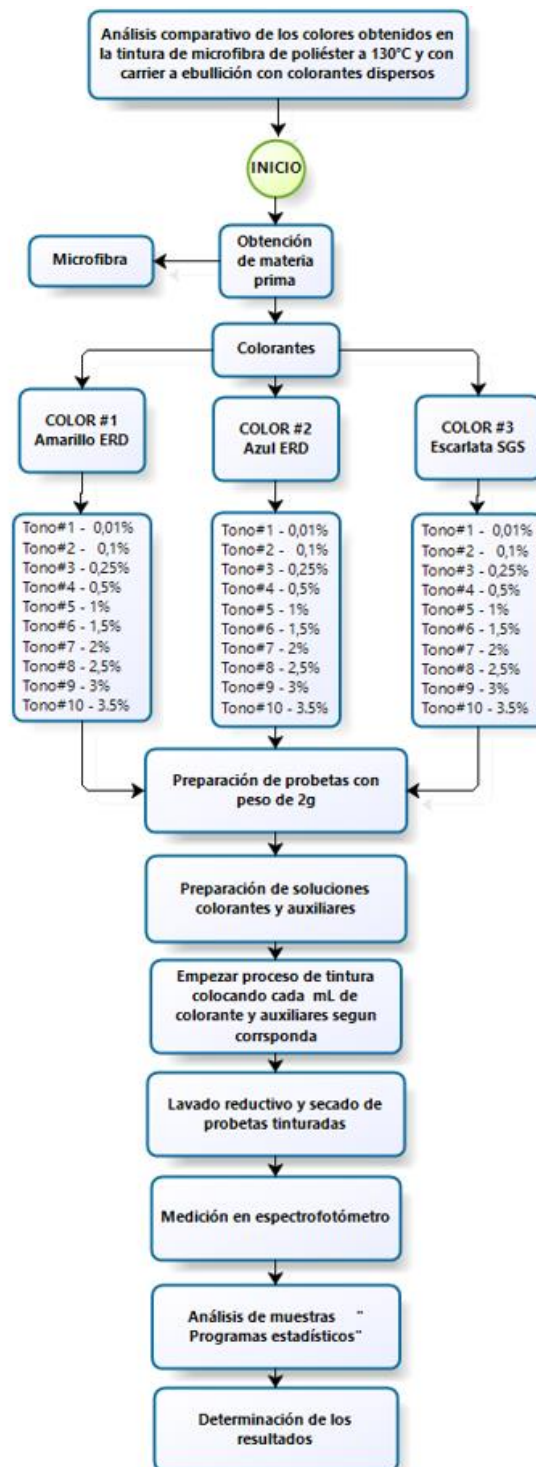 Análisis comparativo de los colores obtenidos en
la tintura de microfibra de poliéster a 130°C y con
carrier a ebullición con colorantes dispersos
INICIO
Obtención
de materia
prima
Microfibra
Colorantes
COLOR #1
Amarillo ERD
COLOR #2
Azul ERD
COLOR #3
Escarlata SGS
Tono#1 - 0,01%
Tono#2 - 0,1%
Tono#3 - 0,25%
Tono#4 - 0,5%
Tono#5 - 1%
Tono#6 - 1,5%
Tono#7 - 2%
Tono#8 - 2,5%
Tono#9 - 3%
Tono#10 - 3.5%
Tono#1 - 0,01%
Tono#2 - 0,1%
Tono#3 - 0,25%
Tono#4 - 0,5%
Tono#5 - 1%
Tono#6 - 1,5%
Tono#7 - 2%
Tono#8 - 2,5%
Tono#9 - 3%
Tono#10 - 3.5%
Tono#1 - 0,01%
Tono#2 - 0,1%
Tono#3 - 0,25%
Tono#4 - 0,5%
Tono#5 - 1%
Tono#6 - 1,5%
Tono#7 - 2%
Tono#8 - 2,5%
Tono#9 - 3%
Tono#10 - 3.5%
Preparación de probetas con
peso de 2g
Preparación de soluciones
colorantes y auxiliares
Empezar proceso de tintura
colocando cada mL de
colorante y auxiliares segun
corrsponda
Lavado reductivo y secado de
probetas tinturadas
Medición en espectrofotómetro
Análisis de muestras "
Programas estadísticos"
Determinación de los
resultados